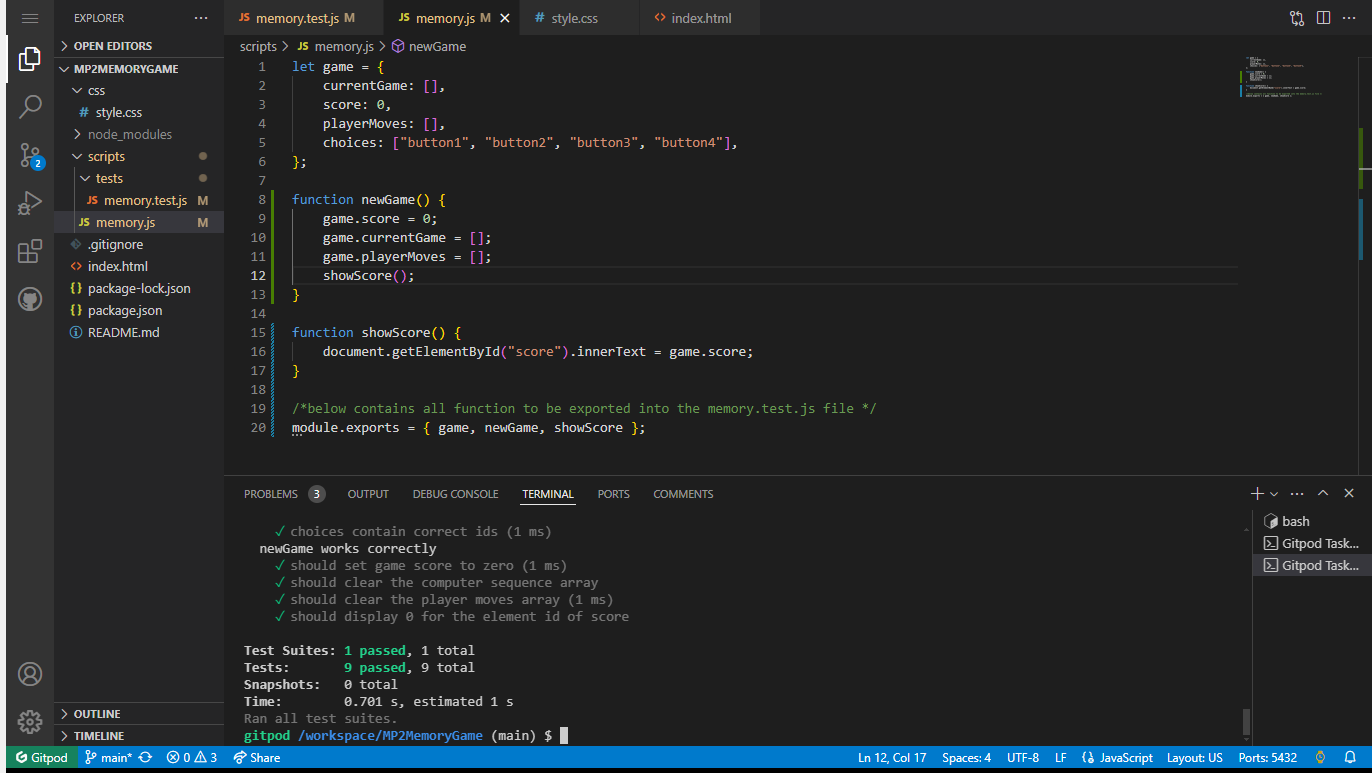 EXPLORER ···
OPEN EDITORS
MP2MEMORYGAME
css
# style.css
node_modules
scripts
tests
JS memory.test.js M
JS memory.js M
.gitignore
<> index.html
{} package-lock.json
{} package.json
README.md
OUTLINE
TIMELINE
2
JS memory.test.js M
JS memory.js M ×
# style.css
<> index.html
scripts > JS memory.js > newGame
1 let game = {
2 currentGame: [],
3 score: 0,
4 playerMoves: [],
5 choices: ["button1", "button2", "button3", "button4"],
6 };
7
8 function newGame() {
9 game.score = 0;
10 game.currentGame = [];
11 game.playerMoves = [];
12 showScore();
13 }
14
15 function showScore() {
16 document.getElementById("score").innerText = game.score;
17 }
18
19 /*below contains all function to be exported into the memory.test.js file */
20 module.exports = { game, newGame, showScore };
PROBLEMS 3 OUTPUT DEBUG CONSOLE TERMINAL PORTS COMMENTS
✓ choices contain correct ids (1 ms)
newGame works correctly
✓ should set game score to zero (1 ms)
✓ should clear the computer sequence array
✓ should clear the player moves array (1 ms)
✓ should display 0 for the element id of score
Test Suites: 1 passed, 1 total
Tests: 9 passed, 9 total
Snapshots: 0 total
Time: 0.701 s, estimated 1 s
Ran all test suites.
gitpod /workspace/MP2MemoryGame (main) $
bash
Gitpod Task...
Gitpod Task...
Gitpod main* 0 3 Share Ln 12, Col 17 Spaces: 4 UTF-8 LF {} JavaScript Layout: US Ports: 5432